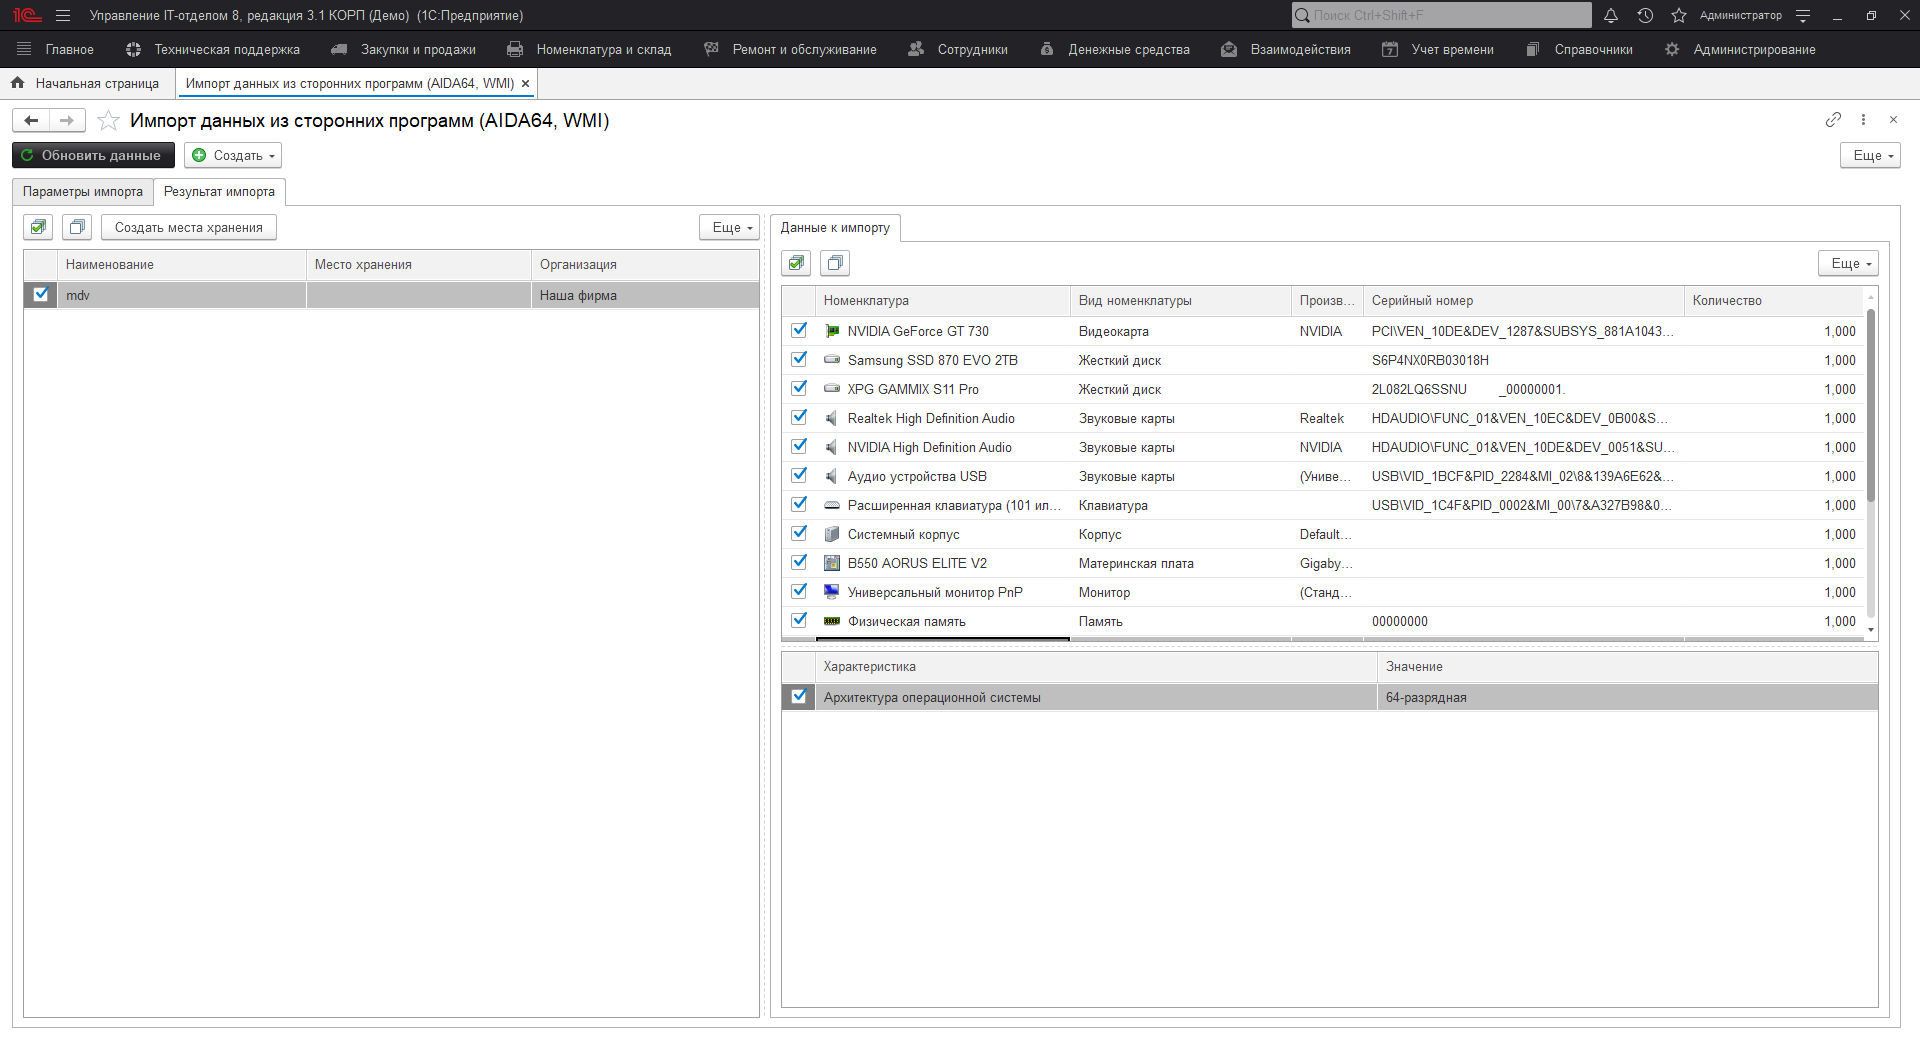 1С Управление IT-отделом 8, редакция 3.1 КОРП (Демо) (1С:Предприятие) Поиск Ctrl+Shift+F Администратор
Главное Техническая поддержка Закупки и продажи Номенклатура и склад Ремонт и обслуживание Сотрудники Денежные средства Взаимодействия Учет времени Справочники Администрирование
Начальная страница Импорт данных из сторонних программ (AIDA64, WMI)
Импорт данных из сторонних программ (AIDA64, WMI)
Обновить данные Создать Еще
Параметры импорта Результат импорта
Создать места хранения Еще
Наименование Место хранения Организация
mdv Наша фирма
Данные к импорту
Еще
Номенклатура Вид номенклатуры Произв... Серийный номер Количество
NVIDIA GeForce GT 730 Видеокарта NVIDIA PCI\VEN_10DE&DEV_1287&SUBSYS_881A1043... 1,000
Samsung SSD 870 EVO 2TB Жесткий диск S6P4NX0RB03018H 1,000
XPG GAMMIX S11 Pro Жесткий диск 2L082LQ6SSNU _00000001. 1,000
Realtek High Definition Audio Звуковые карты Realtek HDAUDIO\FUNC_01&VEN_10EC&DEV_0B00&S... 1,000
NVIDIA High Definition Audio Звуковые карты NVIDIA HDAUDIO\FUNC_01&VEN_10DE&DEV_0051&SU... 1,000
Аудио устройства USB Звуковые карты (Униве... USB\VID_1BCF&PID_2284&MI_02\8&139A6E62&... 1,000
Расширенная клавиатура (101 ил... Клавиатура USB\VID_1C4F&PID_0002&MI_00\7&A327B98&0... 1,000
Системный корпус Корпус Default... 1,000
B550 AORUS ELITE V2 Материнская плата Gigaby... 1,000
Универсальный монитор PnP Монитор (Станд... 1,000
Физическая память Память 00000000 1,000
Характеристика Значение
Архитектура операционной системы 64-разрядная